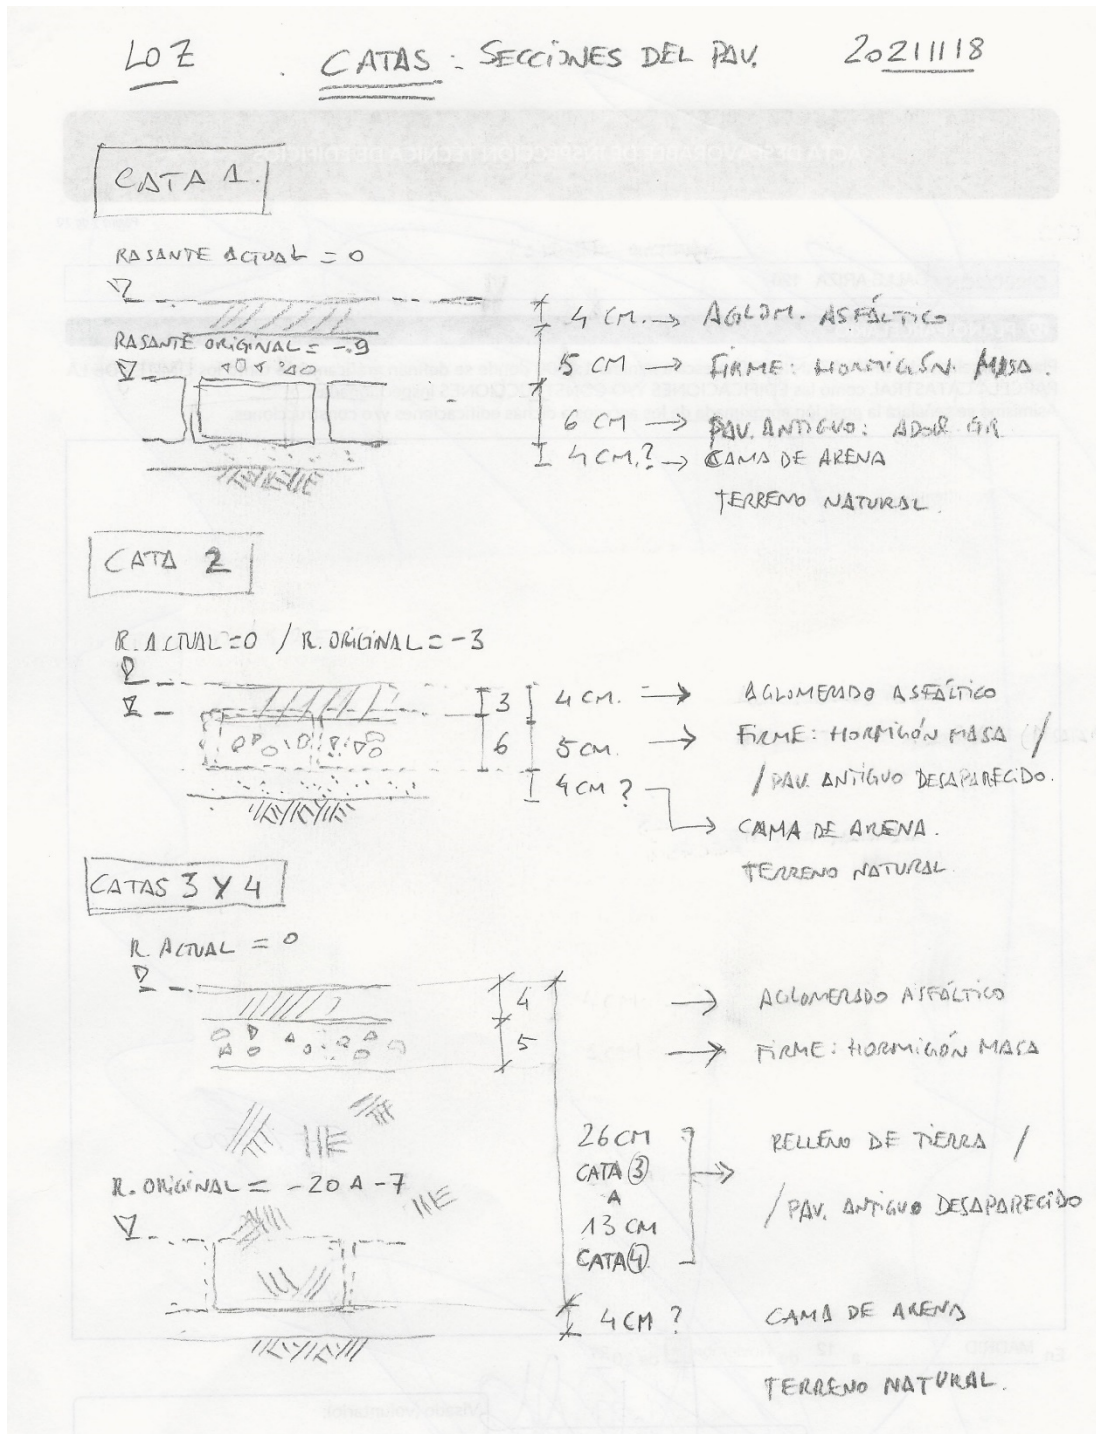 LOZ CATAS: SECCIONES DEL PAV. 20211118
CATA 1.
RASANTE ACTUAL = 0
4 CM. → AGLOM. ASFÁLTICO
RASANTE ORIGINAL = -9
5 CM → FIRME: HORMIGÓN MASA.
6 CM → PAV. ANTIGUO: ADOQ GR.
4 CM.? → CAMA DE ARENA
TERRENO NATURAL.
CATA 2
R. ACTUAL=0 / R. ORIGINAL = -3
3 4 CM. → AGLOMERADO ASFÁLTICO
6 5 CM. → FIRME: HORMIGÓN MASA /
/ PAV. ANTIGUO DESAPARECIDO.
4 CM ?
→ CAMA DE ARENA.
TERRENO NATURAL.
CATAS 3 Y 4
R. ACTUAL = 0
4 → AGLOMERADO ASFÁLTICO
5 → FIRME: HORMIGÓN MASA
26 CM
RELLENO DE TIERRA /
CATA 3 →
A
R. ORIGINAL = -20 A -7
/ PAV. ANTIGUO DESAPARECIDO
13 CM
CATA 4
4 CM ? CAMA DE ARENA
TERRENO NATURAL.